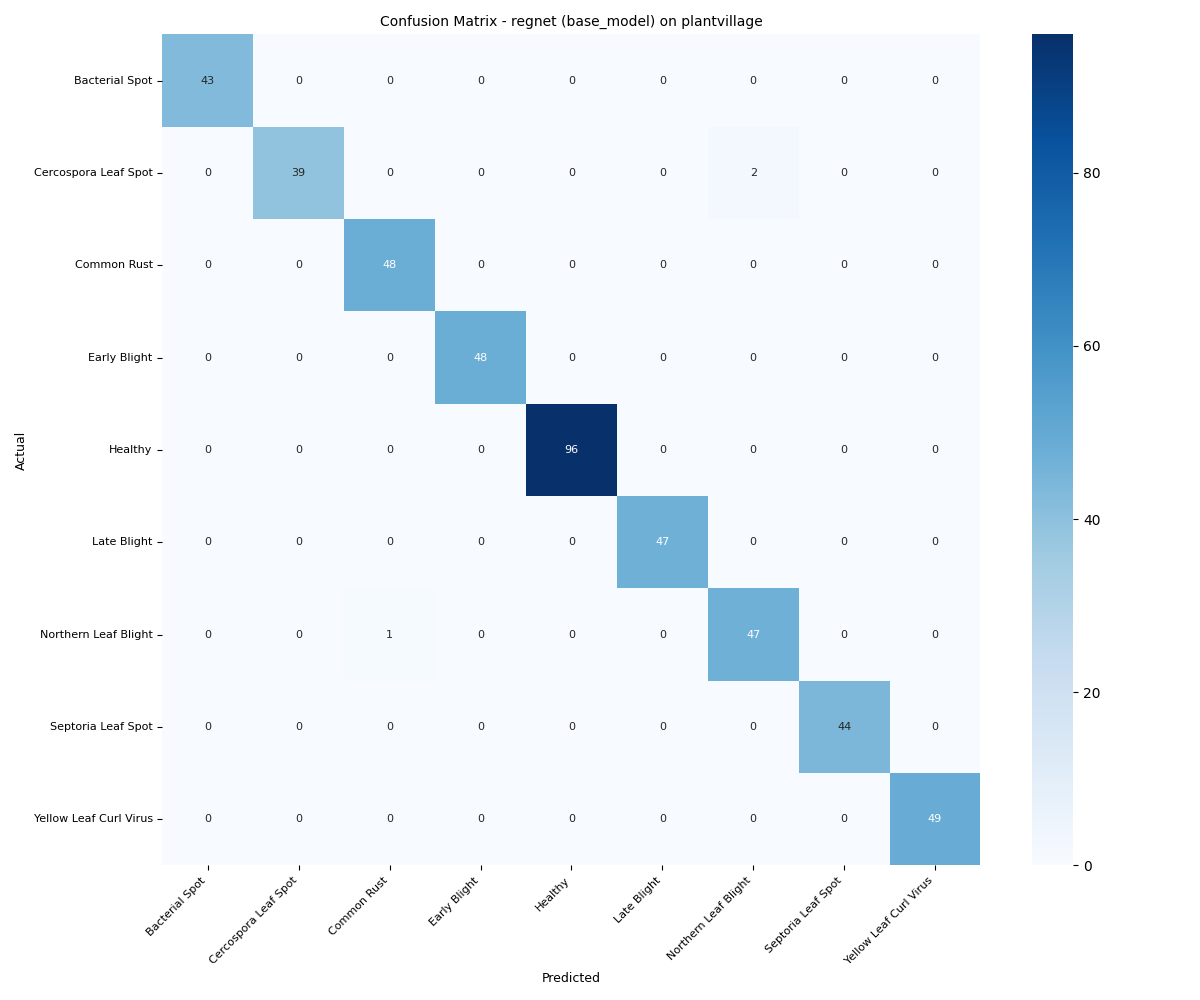 Confusion Matrix - regnet (base_model) on plantvillage
Actual
Bacterial Spot 43 0 0 0 0 0 0 0 0
Cercospora Leaf Spot 0 39 0 0 0 0 2 0 0
Common Rust 0 0 48 0 0 0 0 0 0
Early Blight 0 0 0 48 0 0 0 0 0
Healthy 0 0 0 0 96 0 0 0 0
Late Blight 0 0 0 0 0 47 0 0 0
Northern Leaf Blight 0 0 1 0 0 0 47 0 0
Septoria Leaf Spot 0 0 0 0 0 0 0 44 0
Yellow Leaf Curl Virus 0 0 0 0 0 0 0 0 49
Bacterial Spot
Cercospora Leaf Spot
Common Rust
Early Blight
Healthy
Late Blight
Northern Leaf Blight
Septoria Leaf Spot
Yellow Leaf Curl Virus
Predicted
80
60
40
20
0